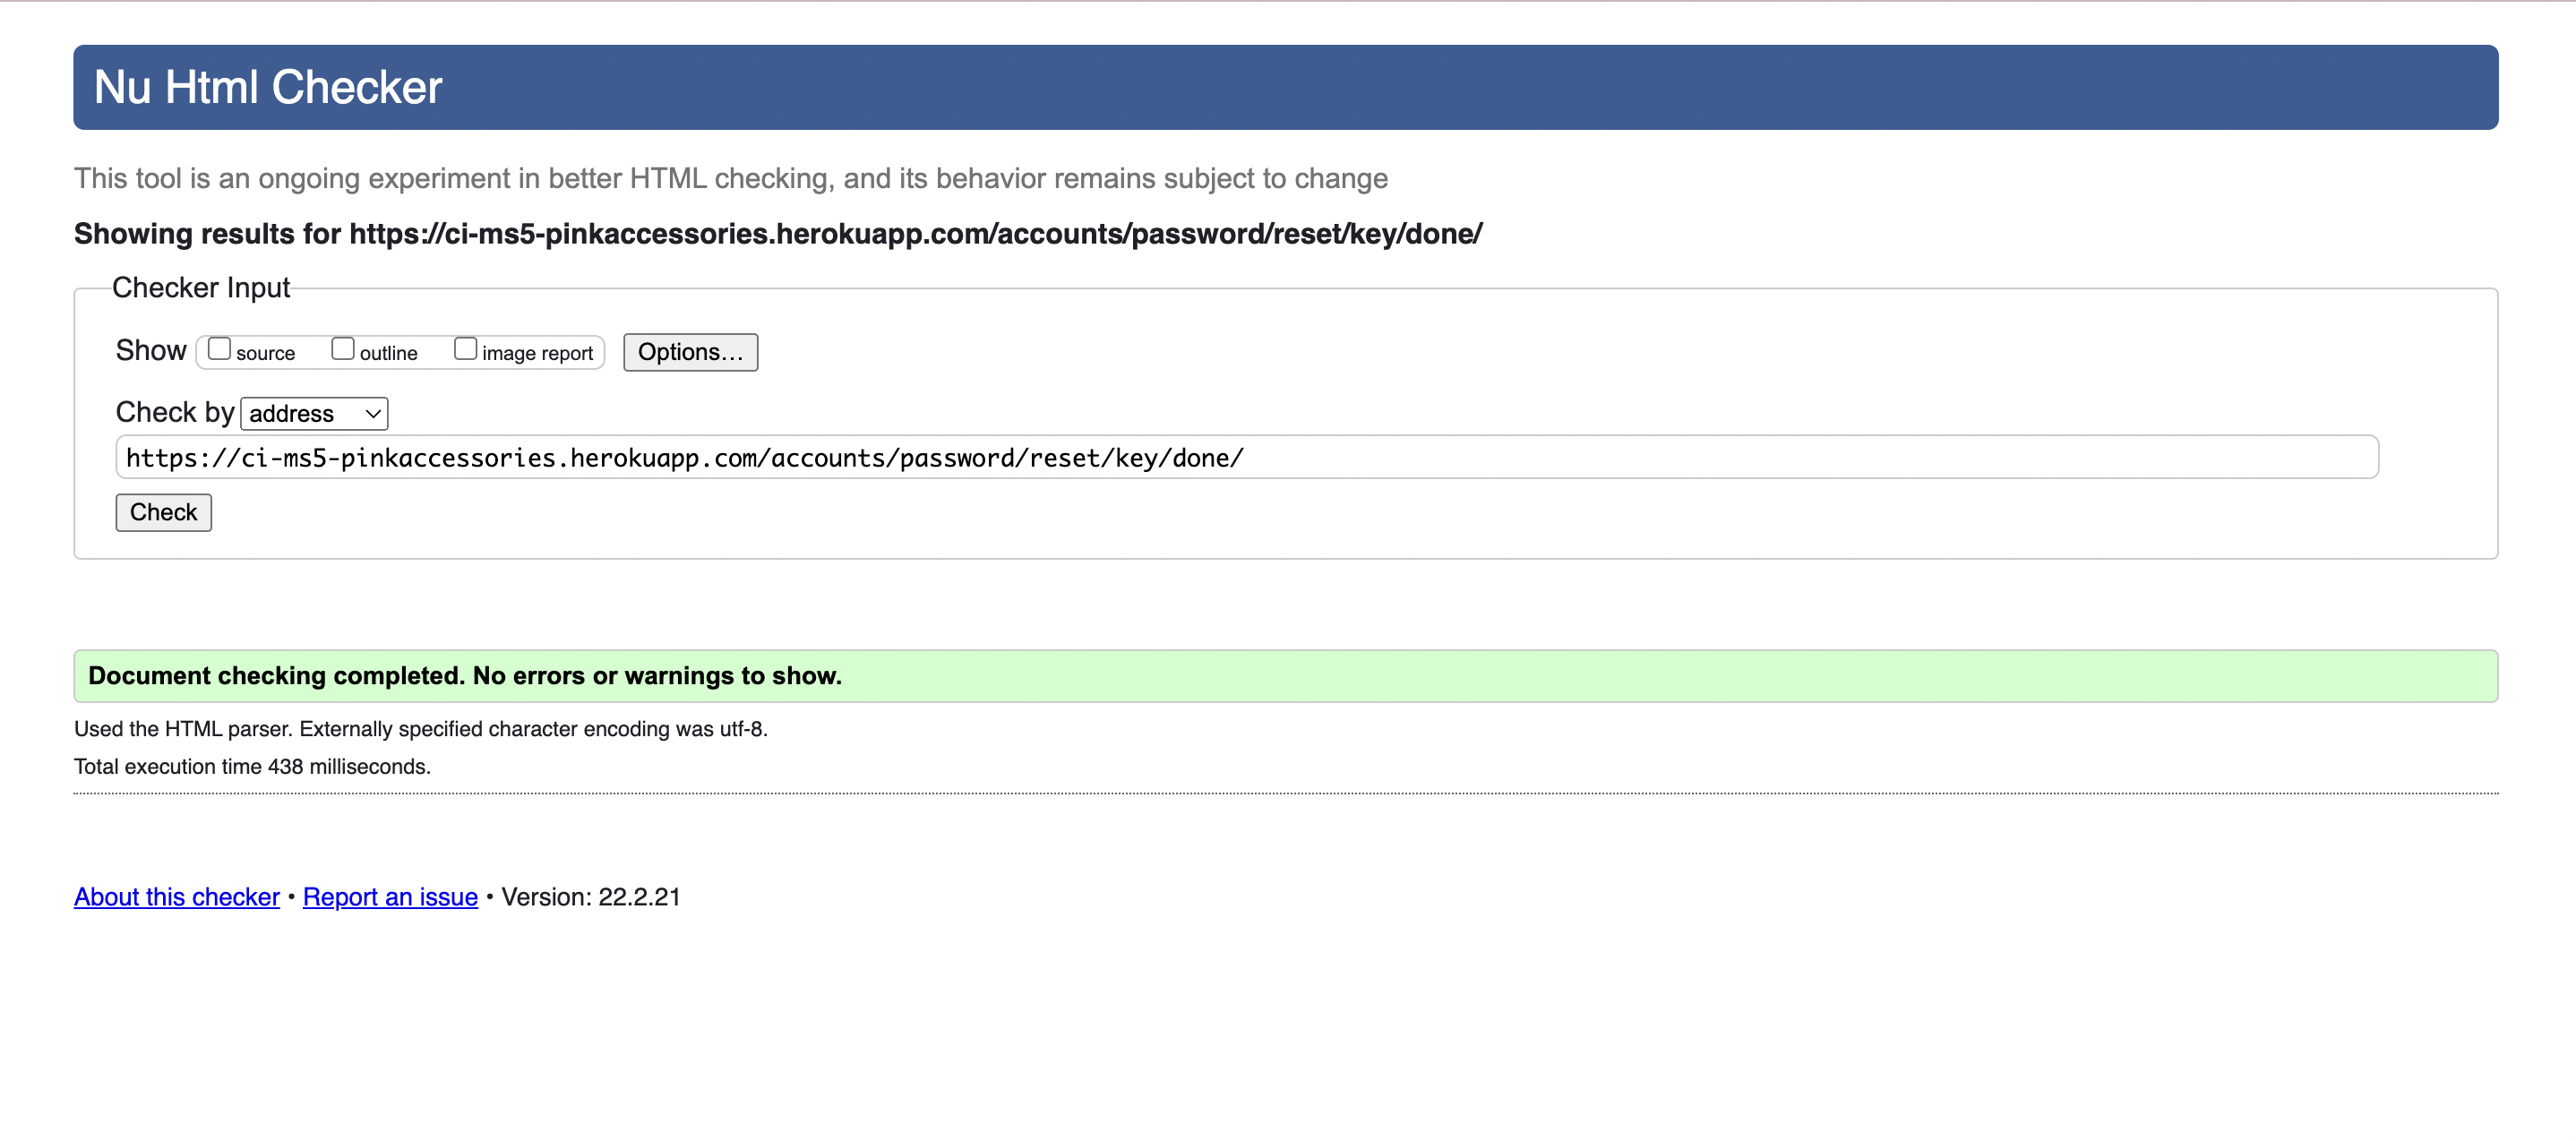 Nu Html Checker
This tool is an ongoing experiment in better HTML checking, and its behavior remains subject to change
Showing results for https://ci-ms5-pinkaccessories.herokuapp.com/accounts/password/reset/key/done/
Checker Input
Show source outline image report Options...
Check by address
https://ci-ms5-pinkaccessories.herokuapp.com/accounts/password/reset/key/done/
Check
Document checking completed. No errors or warnings to show.
Used the HTML parser. Externally specified character encoding was utf-8.
Total execution time 438 milliseconds.
About this checker • Report an issue • Version: 22.2.21